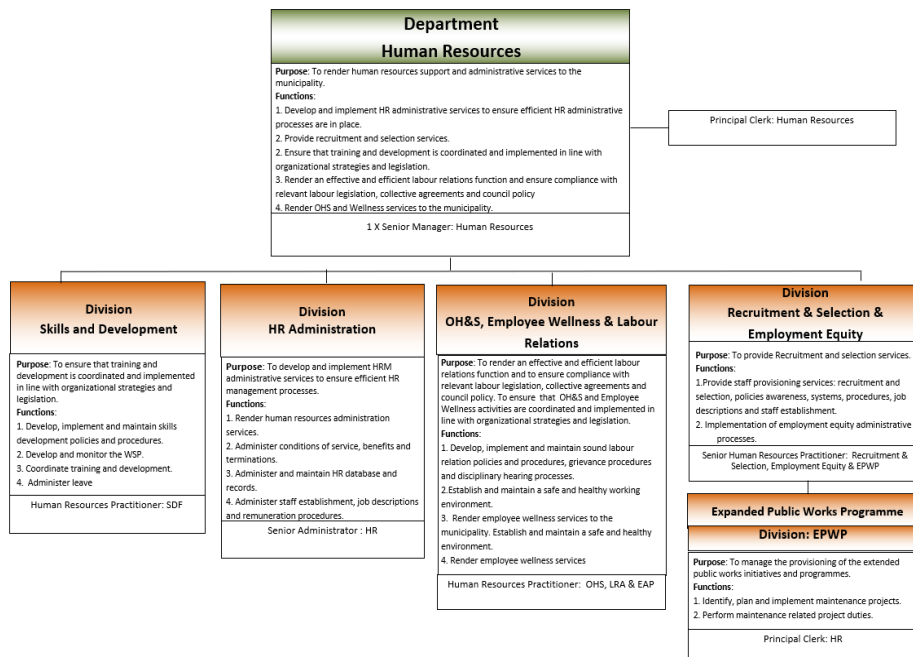 Department
Human Resources
Purpose: To render human resources support and administrative services to the
municipality.
Functions:
1. Develop and implement HR administrative services to ensure efficient HR administrative
processes are in place.
2. Provide recruitment and selection services.
2. Ensure that training and development is coordinated and implemented in line with
organizational strategies and legislation.
3. Render an effective and efficient labour relations function and ensure compliance with
relevant labour legislation, collective agreements and council policy
4. Render OHS and Wellness services to the municipality.
1 X Senior Manager: Human Resources
Principal Clerk: Human Resources
Division
Skills and Development
Purpose: To ensure that training and
development is coordinated and implemented
in line with organizational strategies and
legislation.
Functions
1. Develop, implement and maintain skills
development policies and procedures.
2. Develop and monitor the WSP.
3. Coordinate training and development.
4. Administer leave
Human Resources Practitioner: SDF
Division
HR Administration
Purpose: To develop and implement HRM
administrative services to ensure efficient HR
management processes.
Functions:
1. Render human resources administration
services.
2. Administer conditions of service, benefits and
terminations.
3. Administer and maintain HR database and
records.
4. Administer staff establishment, job descriptions
and remuneration procedures.
Senior Administrator : HR
Division
OH&S, Employee Wellness & Labour
Relations
Purpose: To render an effective and efficient labour
relations function and to ensure compliance with
relevant labour legislation, collective agreements and
council policy. To ensure that OH&S and Employee
Wellness activities are coordinated and implemented in
line with organizational strategies and legislation.
Functions:
1. Develop, implement and maintain sound labour
relation policies and procedures, grievance procedures
and disciplinary hearing processes.
2.Establish and maintain a safe and healthy working
environment.
3. Render employee wellness services to the
municipality. Establish and maintain a safe and healthy
environment.
4. Render employee wellness services
Human Resources Practitioner: OHS, LRA & EAP
Division
Recruitment & Selection &
Employment Equity
Purpose: To provide Recruitment and selection services.
Functions:
1.Provide staff provisioning services: recruitment and
selection, policies awareness, systems, procedures, job
descriptions and staff establishment.
2. Implementation of employment equity administrative
processes.
Senior Human Resources Practitioner: Recruitment &
Selection, Employment Equity & EPWP
Expanded Public Works Programme
Division: EPWP
Purpose: To manage the provisioning of the extended
public works initiatives and programmes.
Functions:
1. Identify, plan and implement maintenance projects.
2. Perform maintenance related project duties.
Principal Clerk: HR